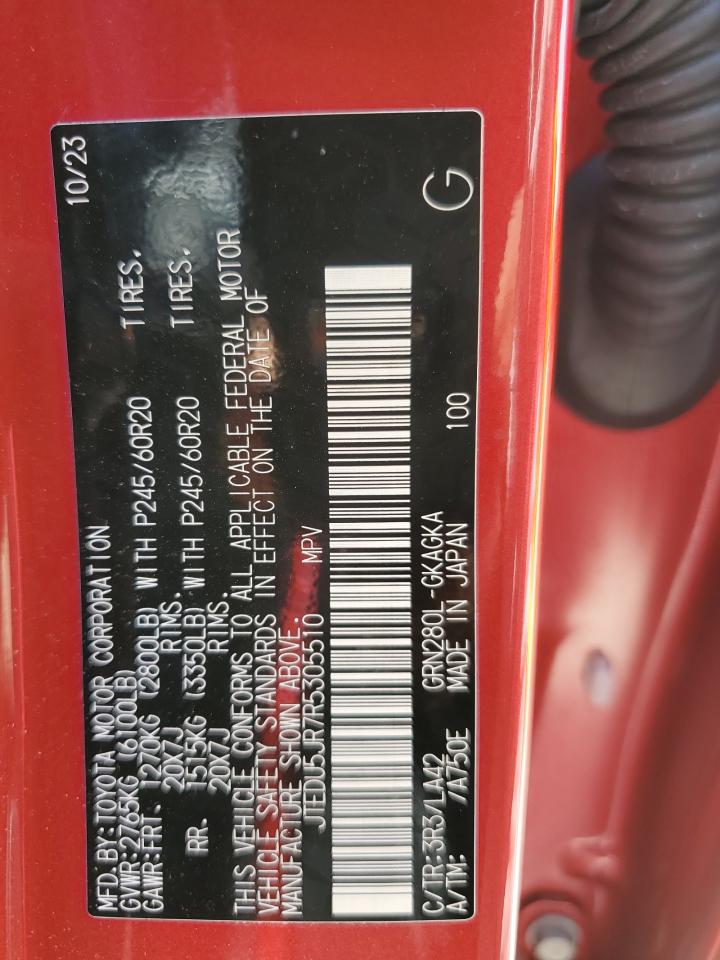 MFD. BY: TOYOTA MOTOR CORPORATION 10/23
GVWR: 2765KG (6100LB)
GAWR: FRT. 1270KG (2800LB) WITH P245/60R20 TIRES.
20X7J RIMS.
RR. 1515KG (3350LB) WITH P245/60R20 TIRES.
20X7J RIMS.
THIS VEHICLE CONFORMS TO ALL APPLICABLE FEDERAL MOTOR
VEHICLE SAFETY STANDARDS IN EFFECT ON THE DATE OF
MANUFACTURE SHOWN ABOVE.
JTEDU5JR7R5305510 MPV
C/TR: 3R3/LA42 GRN280L-GKAGKA 100 G
A/TM: /A750E MADE IN JAPAN